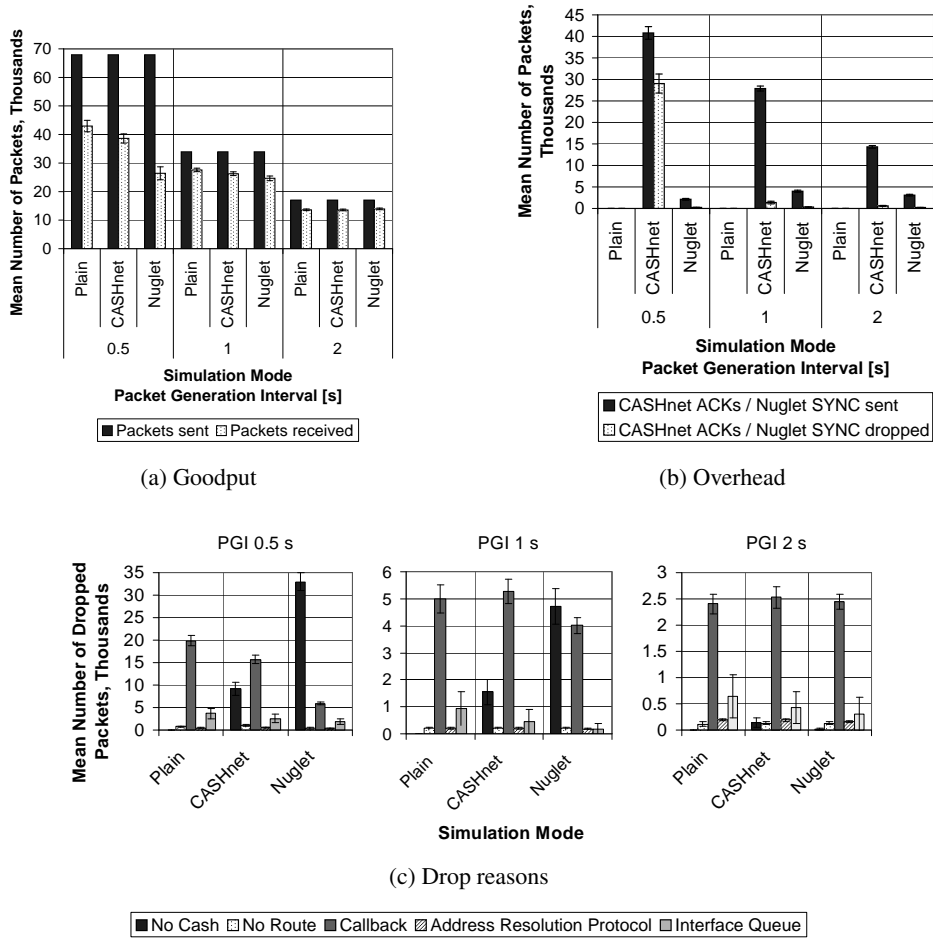 Mean Number of Packets, Thousands
70
60
50
40
30
20
10
0
Plain
CASHnet
Nuglet
Plain
CASHnet
Nuglet
Plain
CASHnet
Nuglet
0.5
1
2
Simulation Mode
Packet Generation Interval [s]
Packets sent
Packets received
(a) Goodput
Mean Number of Packets,
Thousands
45
40
35
30
25
20
15
10
5
0
Plain
CASHnet
Nuglet
Plain
CASHnet
Nuglet
Plain
CASHnet
Nuglet
0.5
1
2
Simulation Mode
Packet Generation Interval [s]
CASHnet ACKs / Nuglet SYNC sent
CASHnet ACKs / Nuglet SYNC dropped
(b) Overhead
Mean Number of Dropped
Packets, Thousands
PGI 0.5 s
35
30
25
20
15
10
5
0
Plain
CASHnet
Nuglet
PGI 1 s
6
5
4
3
2
1
0
Plain
CASHnet
Nuglet
PGI 2 s
3
2.5
2
1.5
1
0.5
0
Plain
CASHnet
Nuglet
Simulation Mode
(c) Drop reasons
No Cash
No Route
Callback
Address Resolution Protocol
Interface Queue